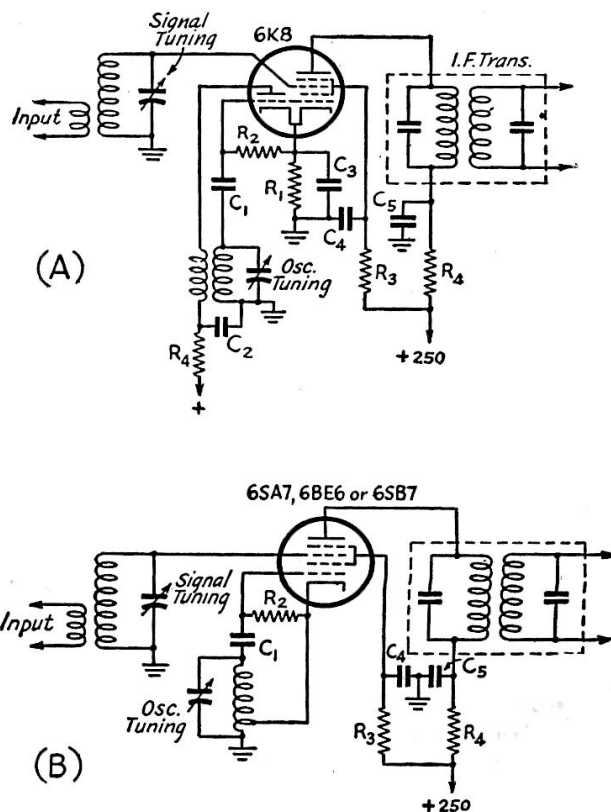 Signal
Tuning
6K8
I.F. Trans.
Input
R2
C3
R1
C1
C4
C5
Osc.
Tuning
R3
R4
(A)
C2
R4
+
+250
6SA7, 6BE6 or 6SB7
Signal
Tuning
R2
Input
C1
C4
C5
Osc.
Tuning
R3
R4
(B)
+250